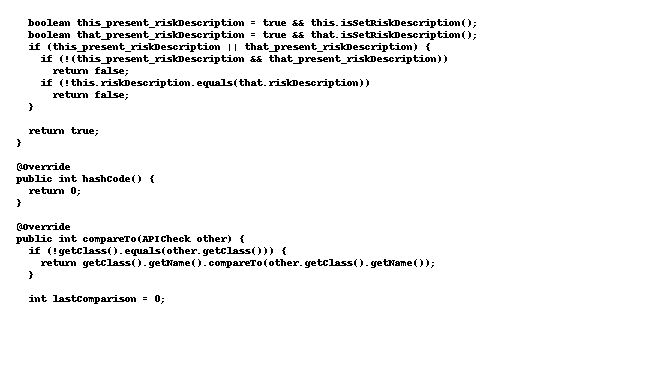 boolean this_present_riskDescription = true && this.isSetRiskDescription();
boolean that_present_riskDescription = true && that.isSetRiskDescription();
if (this_present_riskDescription || that_present_riskDescription) {
if (!(this_present_riskDescription && that_present_riskDescription))
return false;
if (!this.riskDescription.equals(that.riskDescription))
return false;
}
return true;
}
@Override
public int hashCode() {
return 0;
}
@Override
public int compareTo(APICheck other) {
if (!getClass().equals(other.getClass())) {
return getClass().getName().compareTo(other.getClass().getName());
}
int lastComparison = 0;